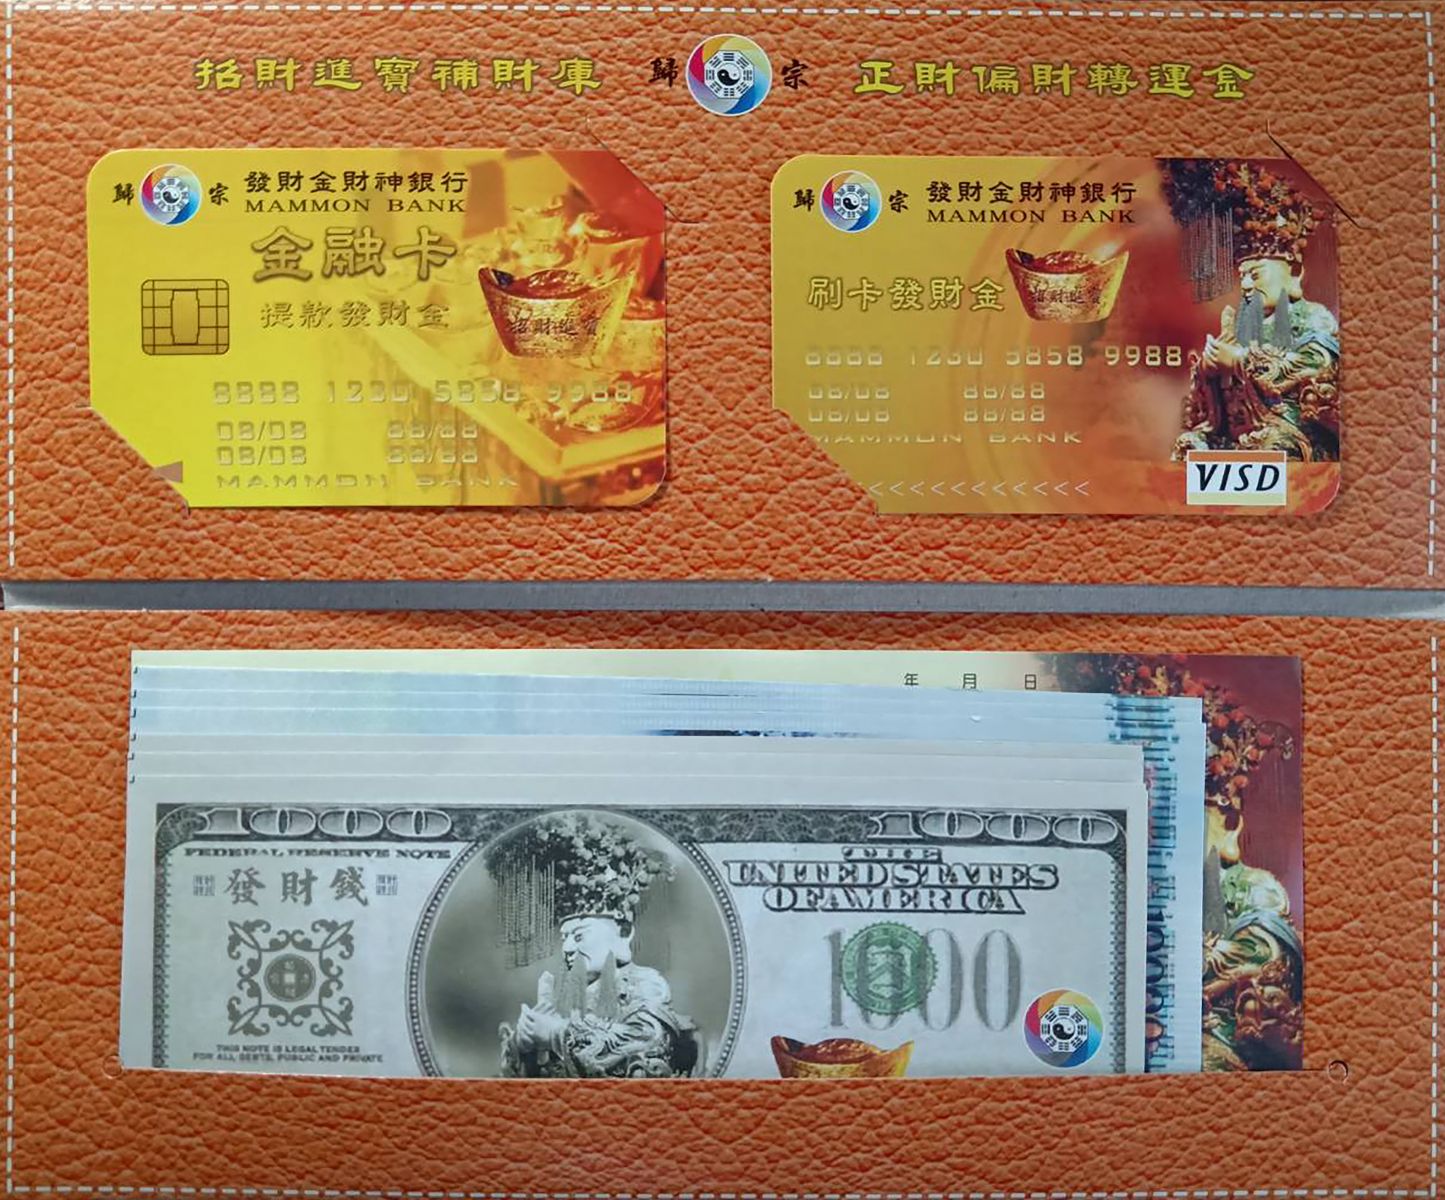 招財進寶補財庫 歸宗 正財偏財轉運金
歸宗 發財金財神銀行
MAMMON BANK
金融卡
提款發財金
招財進寶
8888 1230 5858 9988
08/08 88/88
08/08 88/88
MAMMON BANK
歸宗 發財金財神銀行
MAMMON BANK
刷卡發財金
招財進寶
8888 1230 5858 9988
08/08 88/88
08/08 88/88
MAMMON BANK
<<<<<<<<<<<
VISD
年 月 日
1000 1000
FEDERAL RESERVE NOTE
發財錢
THE
UNITED STATES
OF AMERICA
1000
THIS NOTE IS LEGAL TENDER
FOR ALL DEBTS, PUBLIC AND PRIVATE